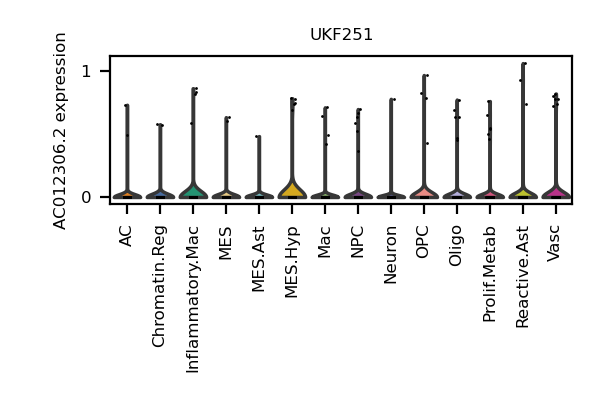 UKF251
AC012306.2 expression
1
0
AC
Chromatin.Reg
Inflammatory.Mac
MES
MES.Ast
MES.Hyp
Mac
NPC
Neuron
OPC
Oligo
Prolif.Metab
Reactive.Ast
Vasc